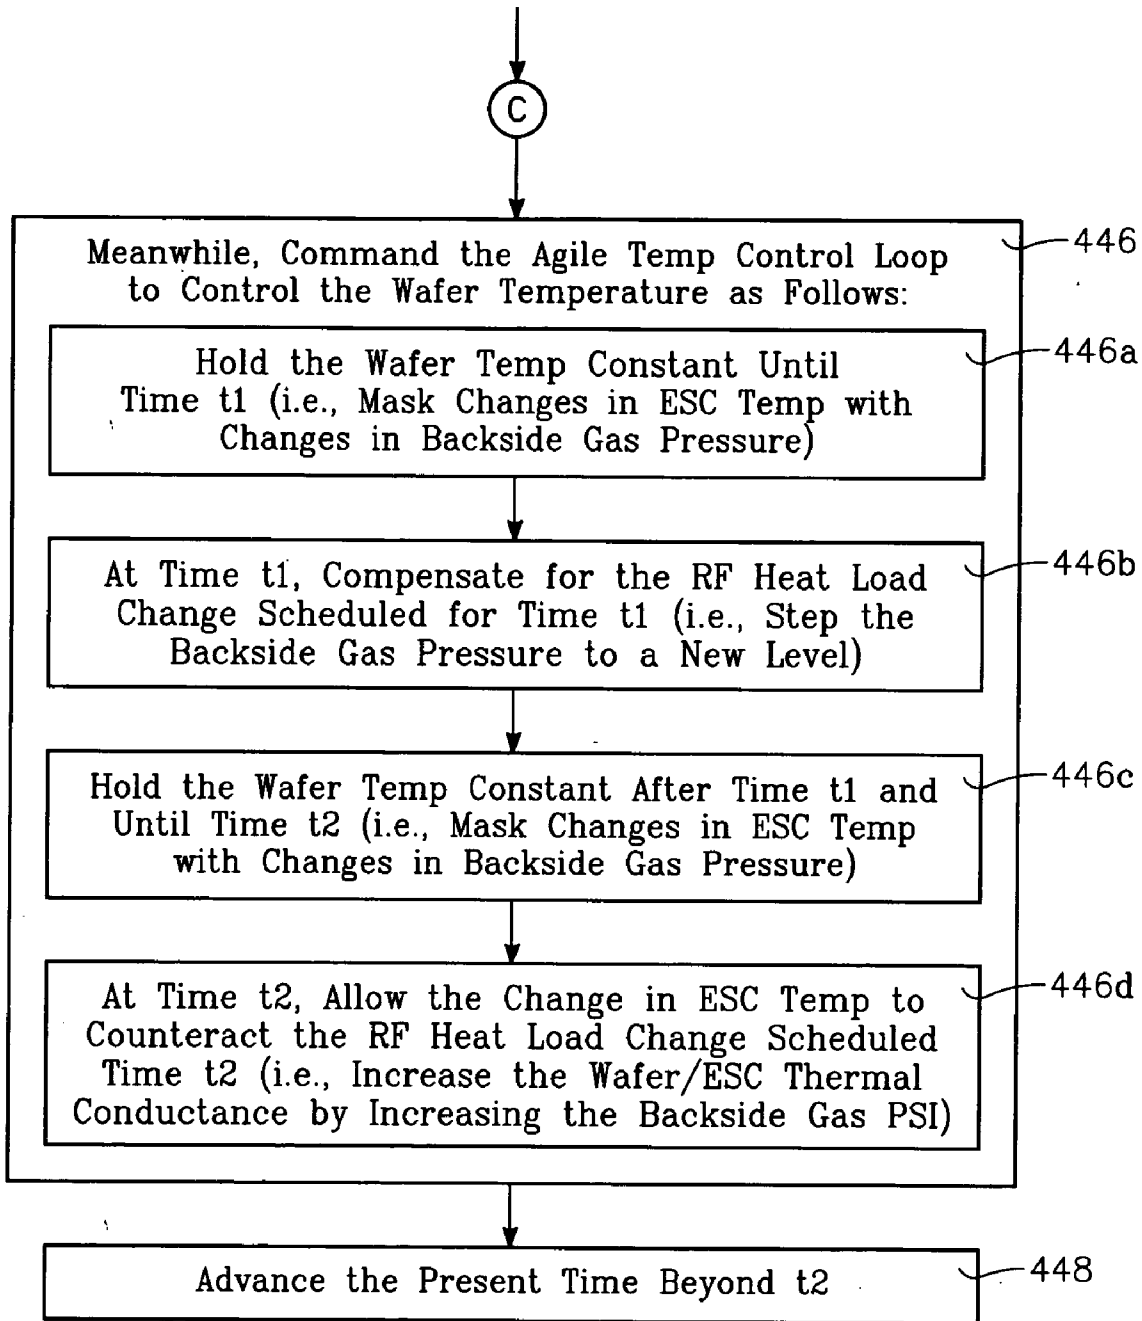 C
446
Meanwhile, Command the Agile Temp Control Loop
to Control the Wafer Temperature as Follows:
446a
Hold the Wafer Temp Constant Until
Time t1 (i.e., Mask Changes in ESC Temp with
Changes in Backside Gas Pressure)
446b
At Time t1, Compensate for the RF Heat Load
Change Scheduled for Time t1 (i.e., Step the
Backside Gas Pressure to a New Level)
446c
Hold the Wafer Temp Constant After Time t1 and
Until Time t2 (i.e., Mask Changes in ESC Temp
with Changes in Backside Gas Pressure)
446d
At Time t2, Allow the Change in ESC Temp to
Counteract the RF Heat Load Change Scheduled
Time t2 (i.e., Increase the Wafer/ESC Thermal
Conductance by Increasing the Backside Gas PSI)
Advance the Present Time Beyond t2
448